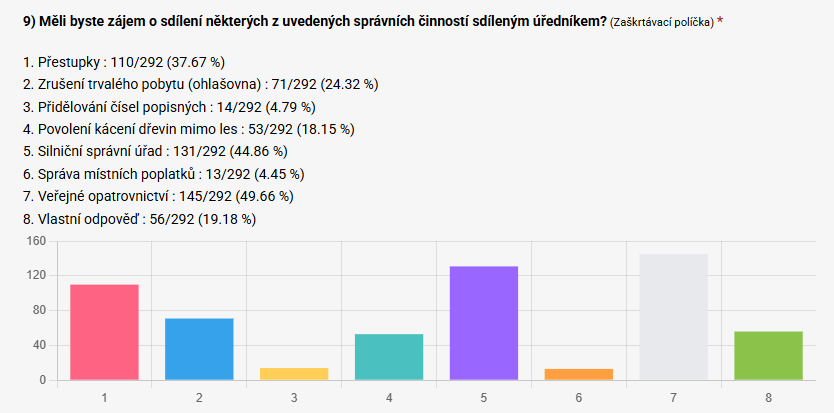 9) Měli byste zájem o sdílení některých z uvedených správních činností sdíleným úředníkem? (Zaškrtávací políčka) *
1. Přestupky : 110/292 (37.67 %)
2. Zrušení trvalého pobytu (ohlašovna) : 71/292 (24.32 %)
3. Přidělování čísel popisných : 14/292 (4.79 %)
4. Povolení kácení dřevin mimo les : 53/292 (18.15 %)
5. Silniční správní úřad : 131/292 (44.86 %)
6. Správa místních poplatků : 13/292 (4.45 %)
7. Veřejné opatrovnictví : 145/292 (49.66 %)
8. Vlastní odpověď : 56/292 (19.18 %)
160
120
80
40
0
1 2 3 4 5 6 7 8